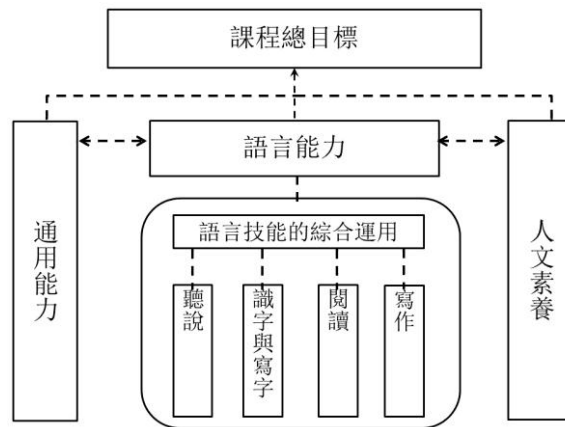 課程總目標
語言能力
通用能力
人文素養
語言技能的綜合運用
聽說
識字與寫字
閱讀
寫作